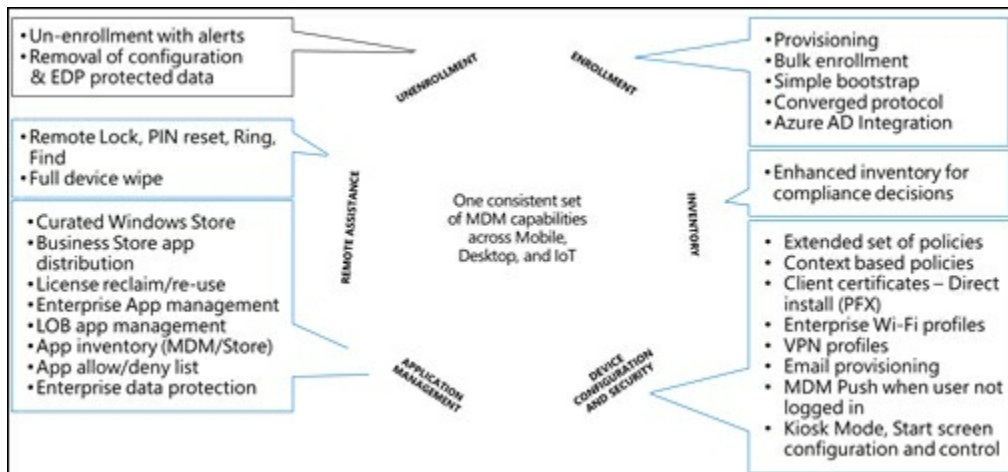 • Un-enrollment with alerts
• Removal of configuration
& EDP protected data
UNENROLLMENT
ENROLLMENT
• Provisioning
• Bulk enrollment
• Simple bootstrap
• Converged protocol
• Azure AD Integration
• Remote Lock, PIN reset, Ring,
Find
• Full device wipe
REMOTE ASSISTANCE
One consistent set
of MDM capabilities
across Mobile,
Desktop, and IoT
INVENTORY
• Enhanced inventory for
compliance decisions
• Curated Windows Store
• Business Store app
distribution
• License reclaim/re-use
• Enterprise App management
• LOB app management
• App inventory (MDM/Store)
• App allow/deny list
• Enterprise data protection
APPLICATION
MANAGEMENT
DEVICE
CONFIGURATION
AND SECURITY
• Extended set of policies
• Context based policies
• Client certificates – Direct
install (PFX)
• Enterprise Wi-Fi profiles
• VPN profiles
• Email provisioning
• MDM Push when user not
logged in
• Kiosk Mode, Start screen
configuration and control